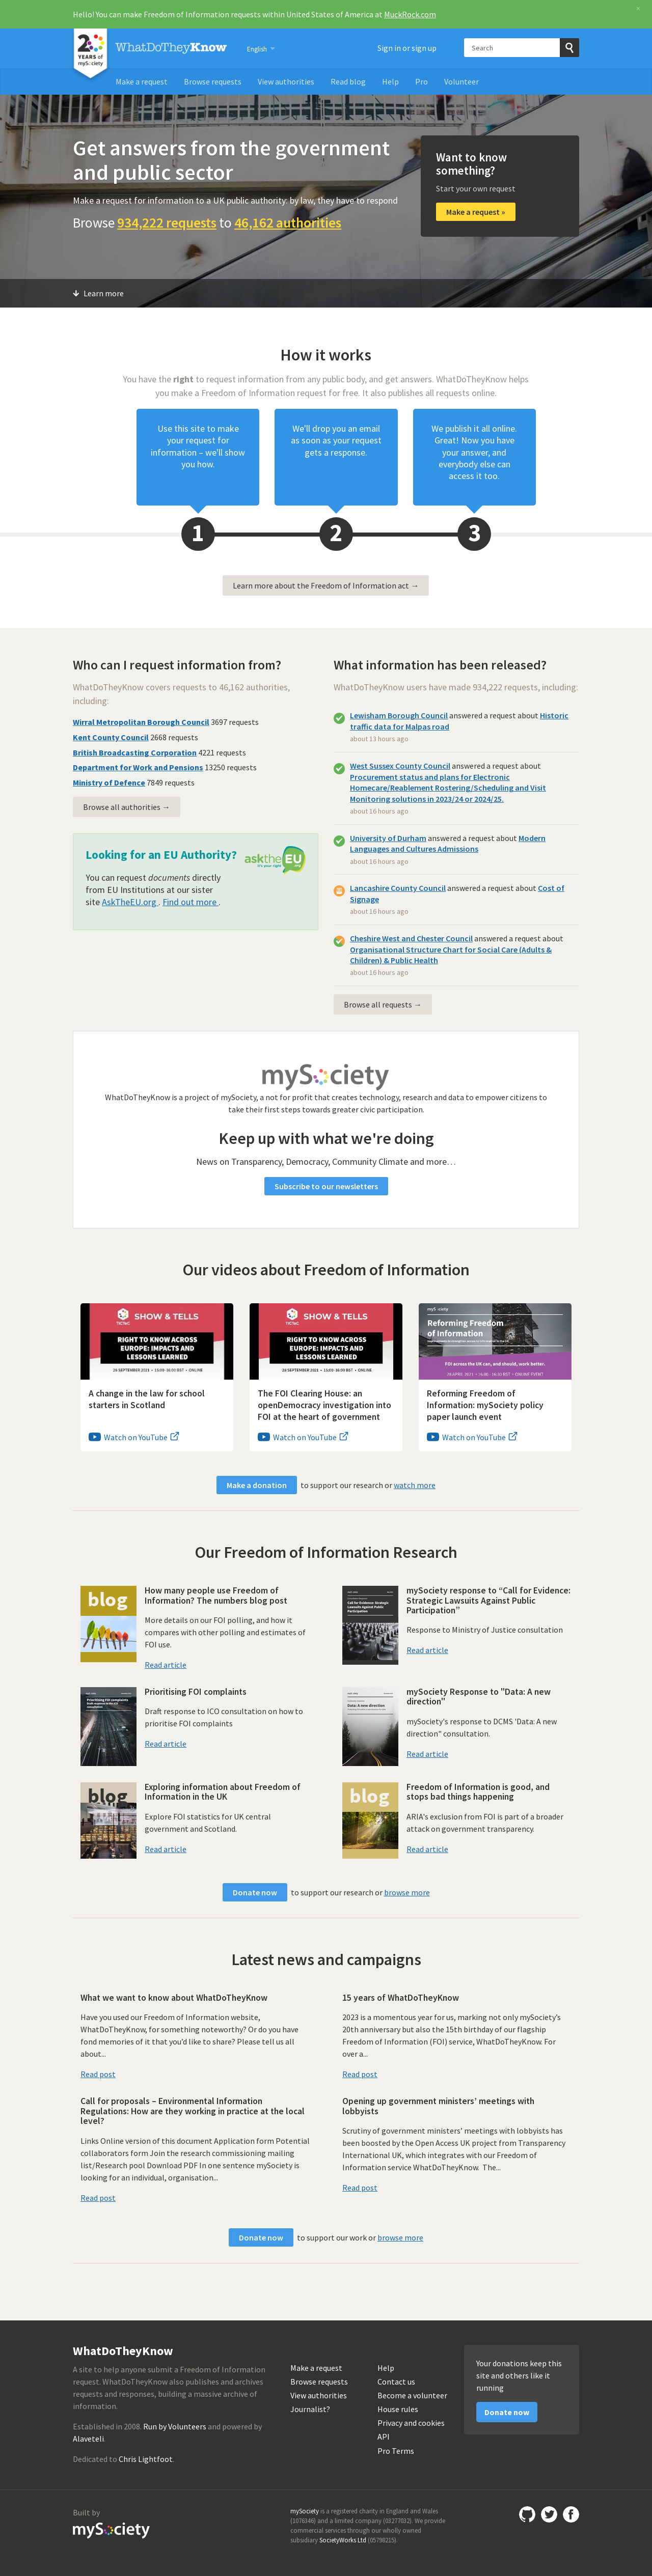 Hello! You can make Freedom of Information requests within United States of America at MuckRock.com
×
20
YEARS of
mySociety
WhatDoTheyKnow
English
Sign in or sign up
Search
Make a request
Browse requests
View authorities
Read blog
Help
Pro
Volunteer
Get answers from the government
and public sector
Make a request for information to a UK public authority: by law, they have to respond
Browse 934,222 requests to 46,162 authorities
Want to know
something?
Start your own request
Make a request »
Learn more
How it works
You have the right to request information from any public body, and get answers. WhatDoTheyKnow helps
you make a Freedom of Information request for free. It also publishes all requests online.
Use this site to make
your request for
information – we'll show
you how.
We'll drop you an email
as soon as your request
gets a response.
We publish it all online.
Great! Now you have
your answer, and
everybody else can
access it too.
1
2
3
Learn more about the Freedom of Information act →
Who can I request information from?
WhatDoTheyKnow covers requests to 46,162 authorities,
including:
Wirral Metropolitan Borough Council 3697 requests
Kent County Council 2668 requests
British Broadcasting Corporation 4221 requests
Department for Work and Pensions 13250 requests
Ministry of Defence 7849 requests
Browse all authorities →
Looking for an EU Authority?
asktheEU
it's your right
You can request documents directly
from EU Institutions at our sister
site AskTheEU.org . Find out more .
What information has been released?
WhatDoTheyKnow users have made 934,222 requests, including:
Lewisham Borough Council answered a request about Historic
traffic data for Malpas road
about 13 hours ago
West Sussex County Council answered a request about
Procurement status and plans for Electronic
Homecare/Reablement Rostering/Scheduling and Visit
Monitoring solutions in 2023/24 or 2024/25.
about 16 hours ago
University of Durham answered a request about Modern
Languages and Cultures Admissions
about 16 hours ago
Lancashire County Council answered a request about Cost of
Signage
about 16 hours ago
Cheshire West and Chester Council answered a request about
Organisational Structure Chart for Social Care (Adults &
Children) & Public Health
about 16 hours ago
Browse all requests →
mySociety
WhatDoTheyKnow is a project of mySociety, a not for profit that creates technology, research and data to empower citizens to
take their first steps towards greater civic participation.
Keep up with what we're doing
News on Transparency, Democracy, Community Climate and more…
Subscribe to our newsletters
Our videos about Freedom of Information
TICTeC
SHOW & TELLS
RIGHT TO KNOW ACROSS
EUROPE: IMPACTS AND
LESSONS LEARNED
A change in the law for school
starters in Scotland
Watch on YouTube
TICTeC
SHOW & TELLS
RIGHT TO KNOW ACROSS
EUROPE: IMPACTS AND
LESSONS LEARNED
The FOI Clearing House: an
openDemocracy investigation into
FOI at the heart of government
Watch on YouTube
mySociety
Reforming Freedom
of Information
FOI across the UK can, and should, work better.
Reforming Freedom of
Information: mySociety policy
paper launch event
Watch on YouTube
Make a donation to support our research or watch more
Our Freedom of Information Research
blog
How many people use Freedom of
Information? The numbers blog post
More details on our FOI polling, and how it
compares with other polling and estimates of
FOI use.
Read article
mySociety response to “Call for Evidence:
Strategic Lawsuits Against Public
Participation”
Response to Ministry of Justice consultation
Read article
Prioritising FOI complaints
Prioritising FOI complaints
Draft response to ICO consultation on how to
prioritise FOI complaints
Read article
Data: A new direction
mySociety Response to "Data: A new
direction"
mySociety's response to DCMS 'Data: A new
direction" consultation.
Read article
blog
Exploring information about Freedom of
Information in the UK
Explore FOI statistics for UK central
government and Scotland.
Read article
blog
Freedom of Information is good, and
stops bad things happening
ARIA's exclusion from FOI is part of a broader
attack on government transparency.
Read article
Donate now to support our research or browse more
Latest news and campaigns
What we want to know about WhatDoTheyKnow
Have you used our Freedom of Information website,
WhatDoTheyKnow, for something noteworthy? Or do you have
fond memories of it that you’d like to share? Please tell us all
about...
Read post
15 years of WhatDoTheyKnow
2023 is a momentous year for us, marking not only mySociety’s
20th anniversary but also the 15th birthday of our flagship
Freedom of Information (FOI) service, WhatDoTheyKnow. For
over a...
Read post
Call for proposals – Environmental Information
Regulations: How are they working in practice at the local
level?
Links Online version of this document Application form Potential
collaborators form Join the research commissioning mailing
list/Research pool Download PDF In one sentence mySociety is
looking for an individual, organisation...
Read post
Opening up government ministers’ meetings with
lobbyists
Scrutiny of government ministers’ meetings with lobbyists has
been boosted by the Open Access UK project from Transparency
International UK, which integrates with our Freedom of
Information service WhatDoTheyKnow. The...
Read post
Donate now to support our work or browse more
WhatDoTheyKnow
A site to help anyone submit a Freedom of Information
request. WhatDoTheyKnow also publishes and archives
requests and responses, building a massive archive of
information.
Established in 2008. Run by Volunteers and powered by
Alaveteli.
Dedicated to Chris Lightfoot.
Make a request
Browse requests
View authorities
Journalist?
Help
Contact us
Become a volunteer
House rules
Privacy and cookies
API
Pro Terms
Your donations keep this
site and others like it
running
Donate now
Built by
mySociety
mySociety is a registered charity in England and Wales
(1076346) and a limited company (03277032). We provide
commercial services through our wholly owned
subsidiary SocietyWorks Ltd (05798215).